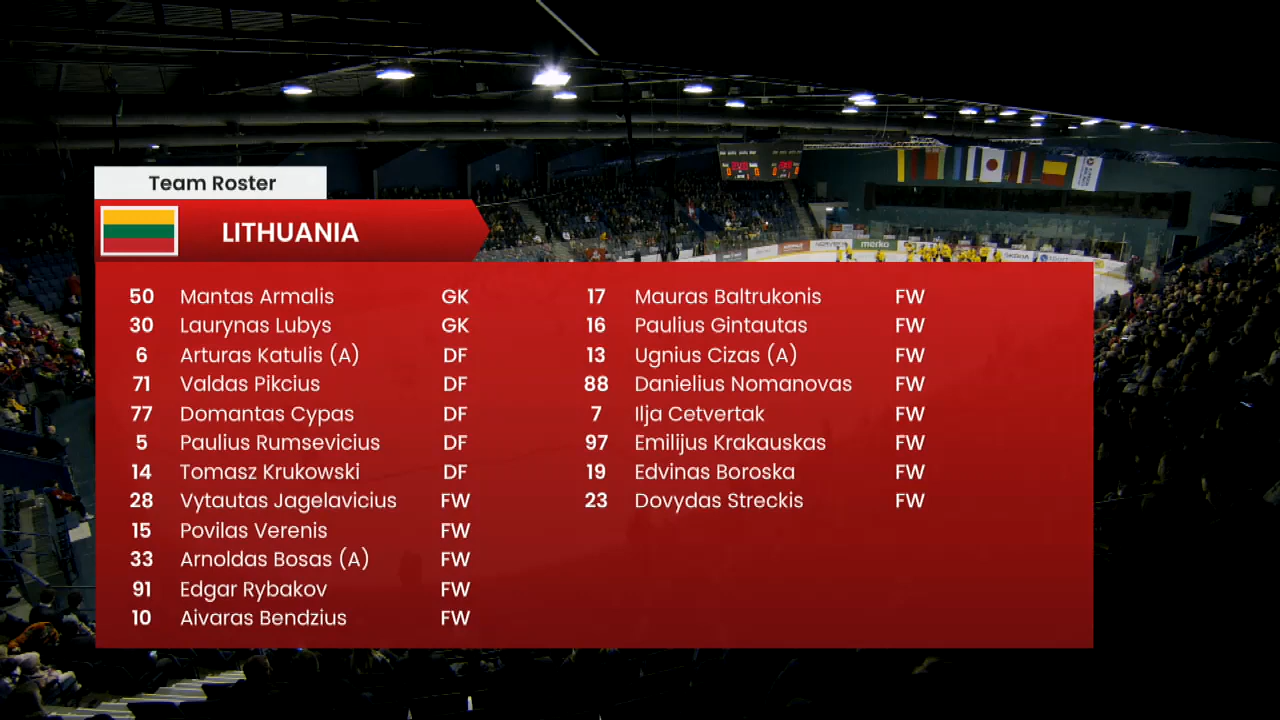 Team Roster
LITHUANIA
50 Mantas Armalis GK
30 Laurynas Lubys GK
6 Arturas Katulis (A) DF
71 Valdas Pikcius DF
77 Domantas Cypas DF
5 Paulius Rumsevicius DF
14 Tomasz Krukowski DF
28 Vytautas Jagelavicius FW
15 Povilas Verenis FW
33 Arnoldas Bosas (A) FW
91 Edgar Rybakov FW
10 Aivaras Bendzius FW
17 Mauras Baltrukonis FW
16 Paulius Gintautas FW
13 Ugnius Cizas (A) FW
88 Danielius Nomanovas FW
7 Ilja Cetvertak FW
97 Emilijus Krakauskas FW
19 Edvinas Boroska FW
23 Dovydas Streckis FW
merko